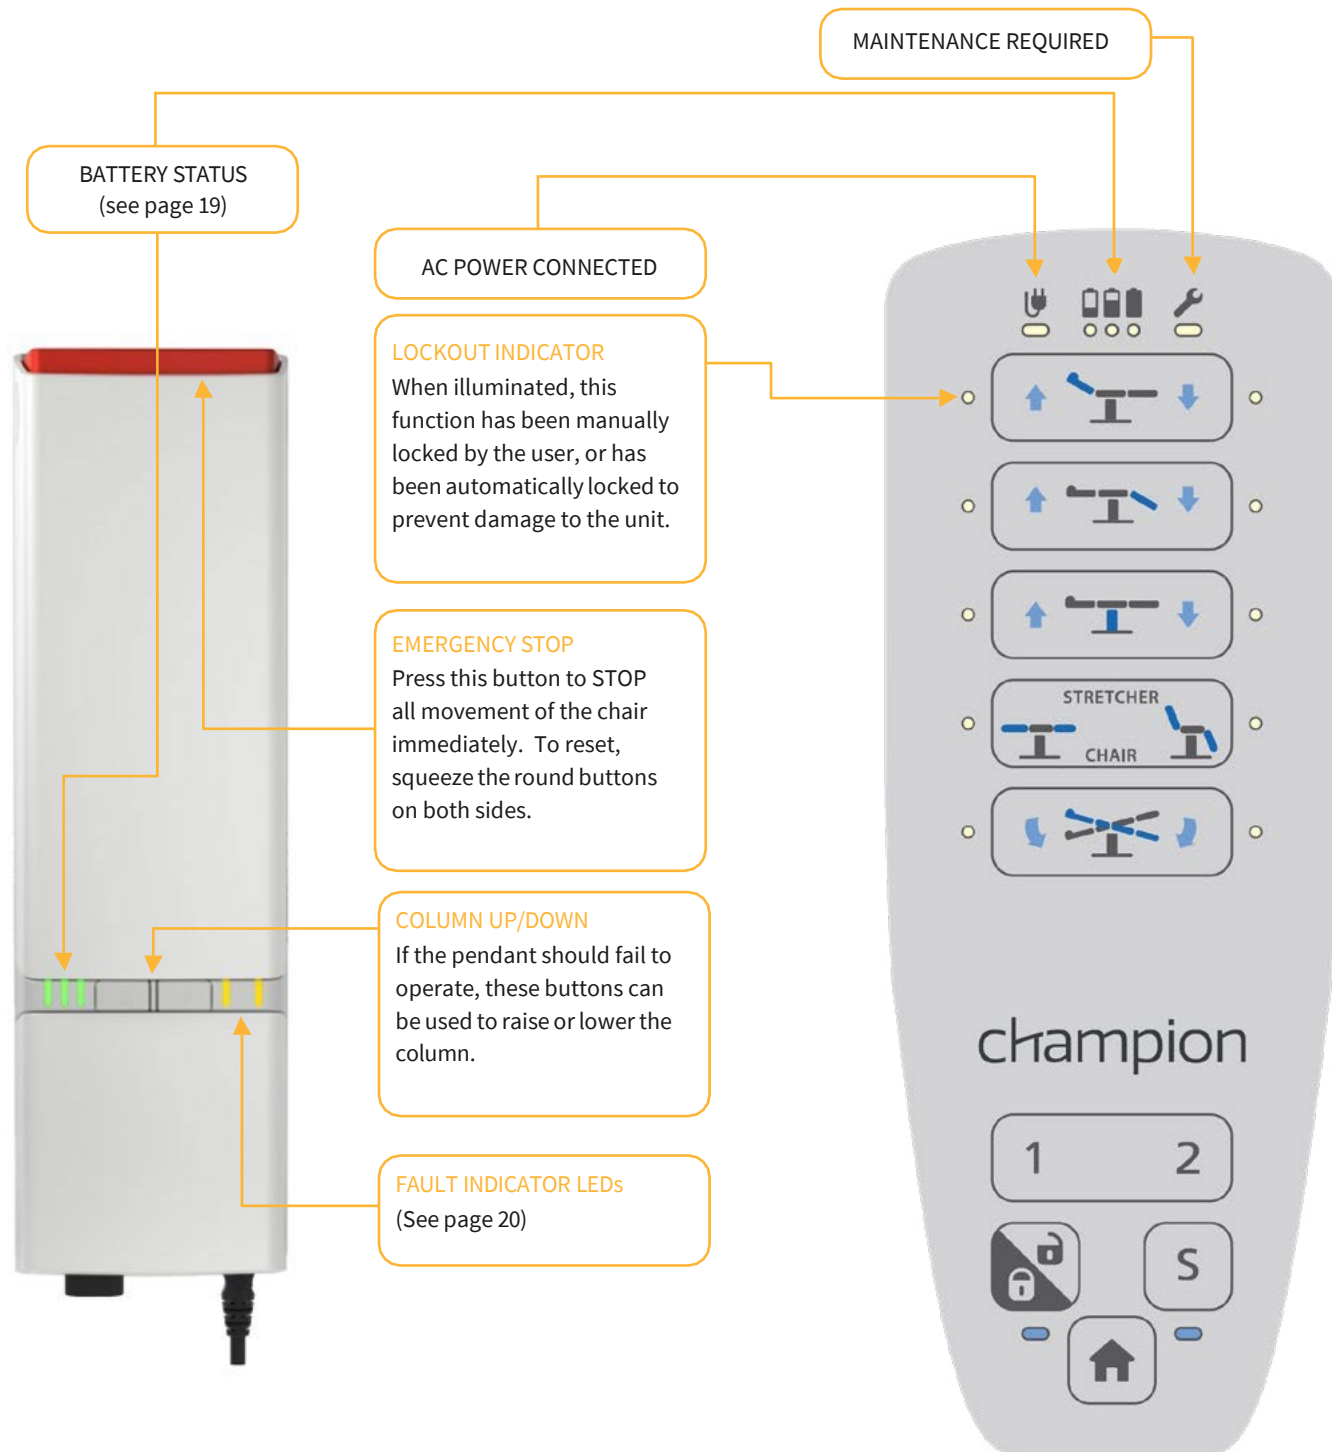 MAINTENANCE REQUIRED
BATTERY STATUS
(see page 19)
AC POWER CONNECTED
LOCKOUT INDICATOR
When illuminated, this
function has been manually
locked by the user, or has
been automatically locked to
prevent damage to the unit.
EMERGENCY STOP
Press this button to STOP
all movement of the chair
immediately.  To reset,
squeeze the round buttons
on both sides.
COLUMN UP/DOWN
If the pendant should fail to
operate, these buttons can
be used to raise or lower the
column.
FAULT INDICATOR LEDs
(See page 20)
STRETCHER
CHAIR
champion
1 2
S